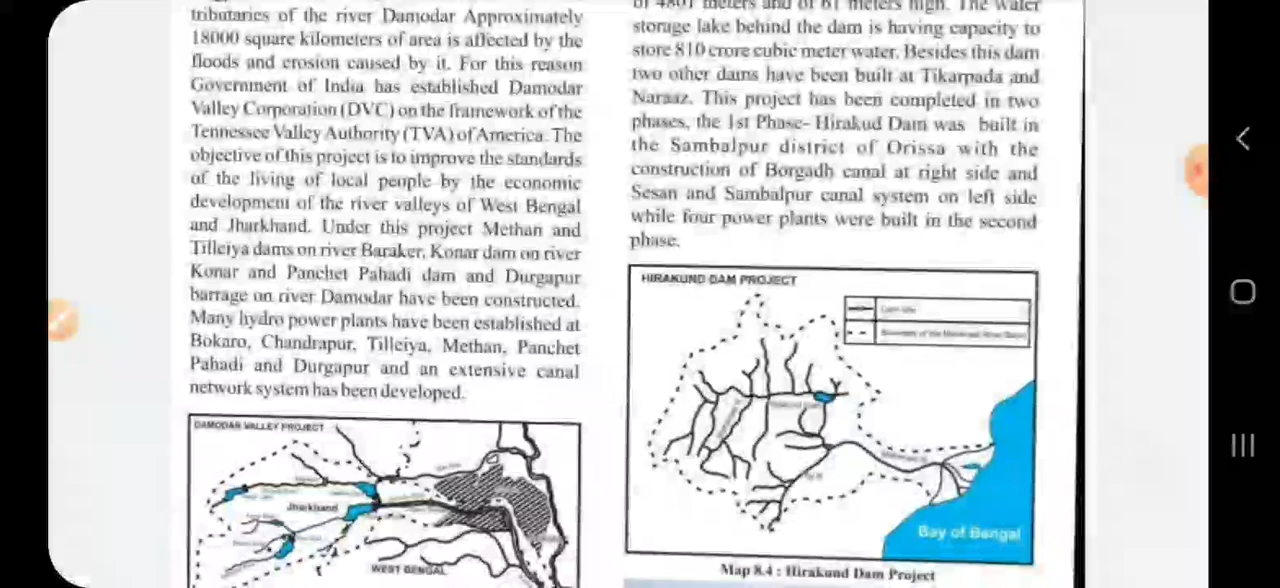 tributaries of the river Damodar Approximately
18000 square kilometers of area is affected by the
floods and erosion caused by it. For this reason
Government of India has established Damodar
Valley Corporation (DVC) on the framework of the
Tennessee Valley Authority (TVA) of America. The
objective of this project is to improve the standards
of the living of local people by the economic
development of the river valleys of West Bengal
and Jharkhand. Under this project Methan and
Tilleiya dams on river Baraker, Konar dam on river
Konar and Panchet Pahadi dam and Durgapur
barrage on river Damodar have been constructed.
Many hydro power plants have been established at
Bokaro, Chandrapur, Tilleiya, Methan, Panchet
Pahadi and Durgapur and an extensive canal
network system has been developed.
DAMODAR VALLEY PROJECT
Jharkhand
WEST BENGAL
of 4801 meters and of 61 meters high. The water
storage lake behind the dam is having capacity to
store 810 crore cubic meter water. Besides this dam
two other dams have been built at Tikarpada and
Naraaz. This project has been completed in two
phases, the 1st Phase- Hirakud Dam was built in
the Sambalpur district of Orissa with the
construction of Borgadh canal at right side and
Sesan and Sambalpur canal system on left side
while four power plants were built in the second
phase.
HIRAKUND DAM PROJECT
Bay of Bengal
Map 8.4 : Hirakund Dam Project